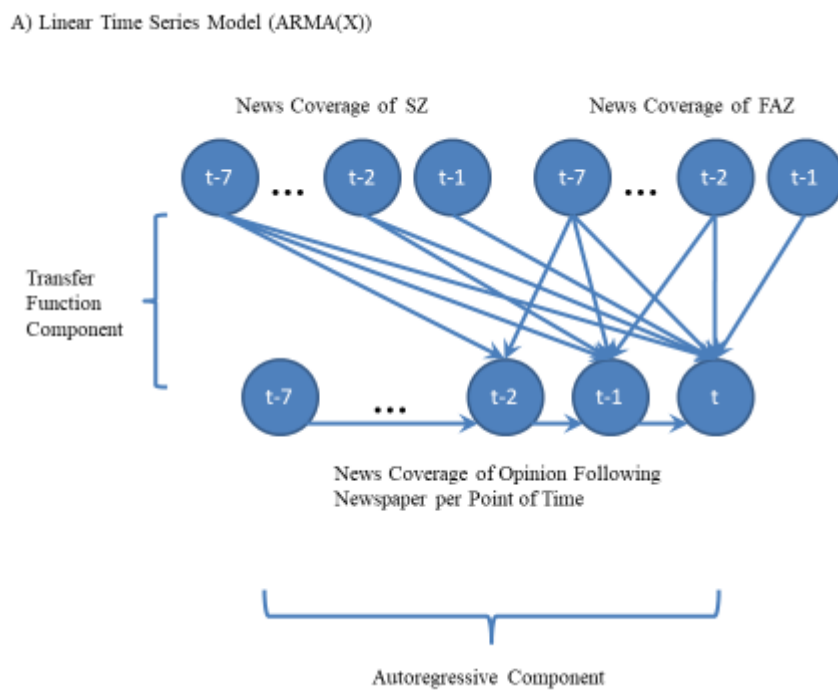 A) Linear Time Series Model (ARMA(X))
News Coverage of SZ
News Coverage of FAZ
t-7 ... t-2 t-1 t-7 ... t-2 t-1
Transfer
Function
Component
t-7 ... t-2 t-1 t
News Coverage of Opinion Following
Newspaper per Point of Time
Autoregressive Component